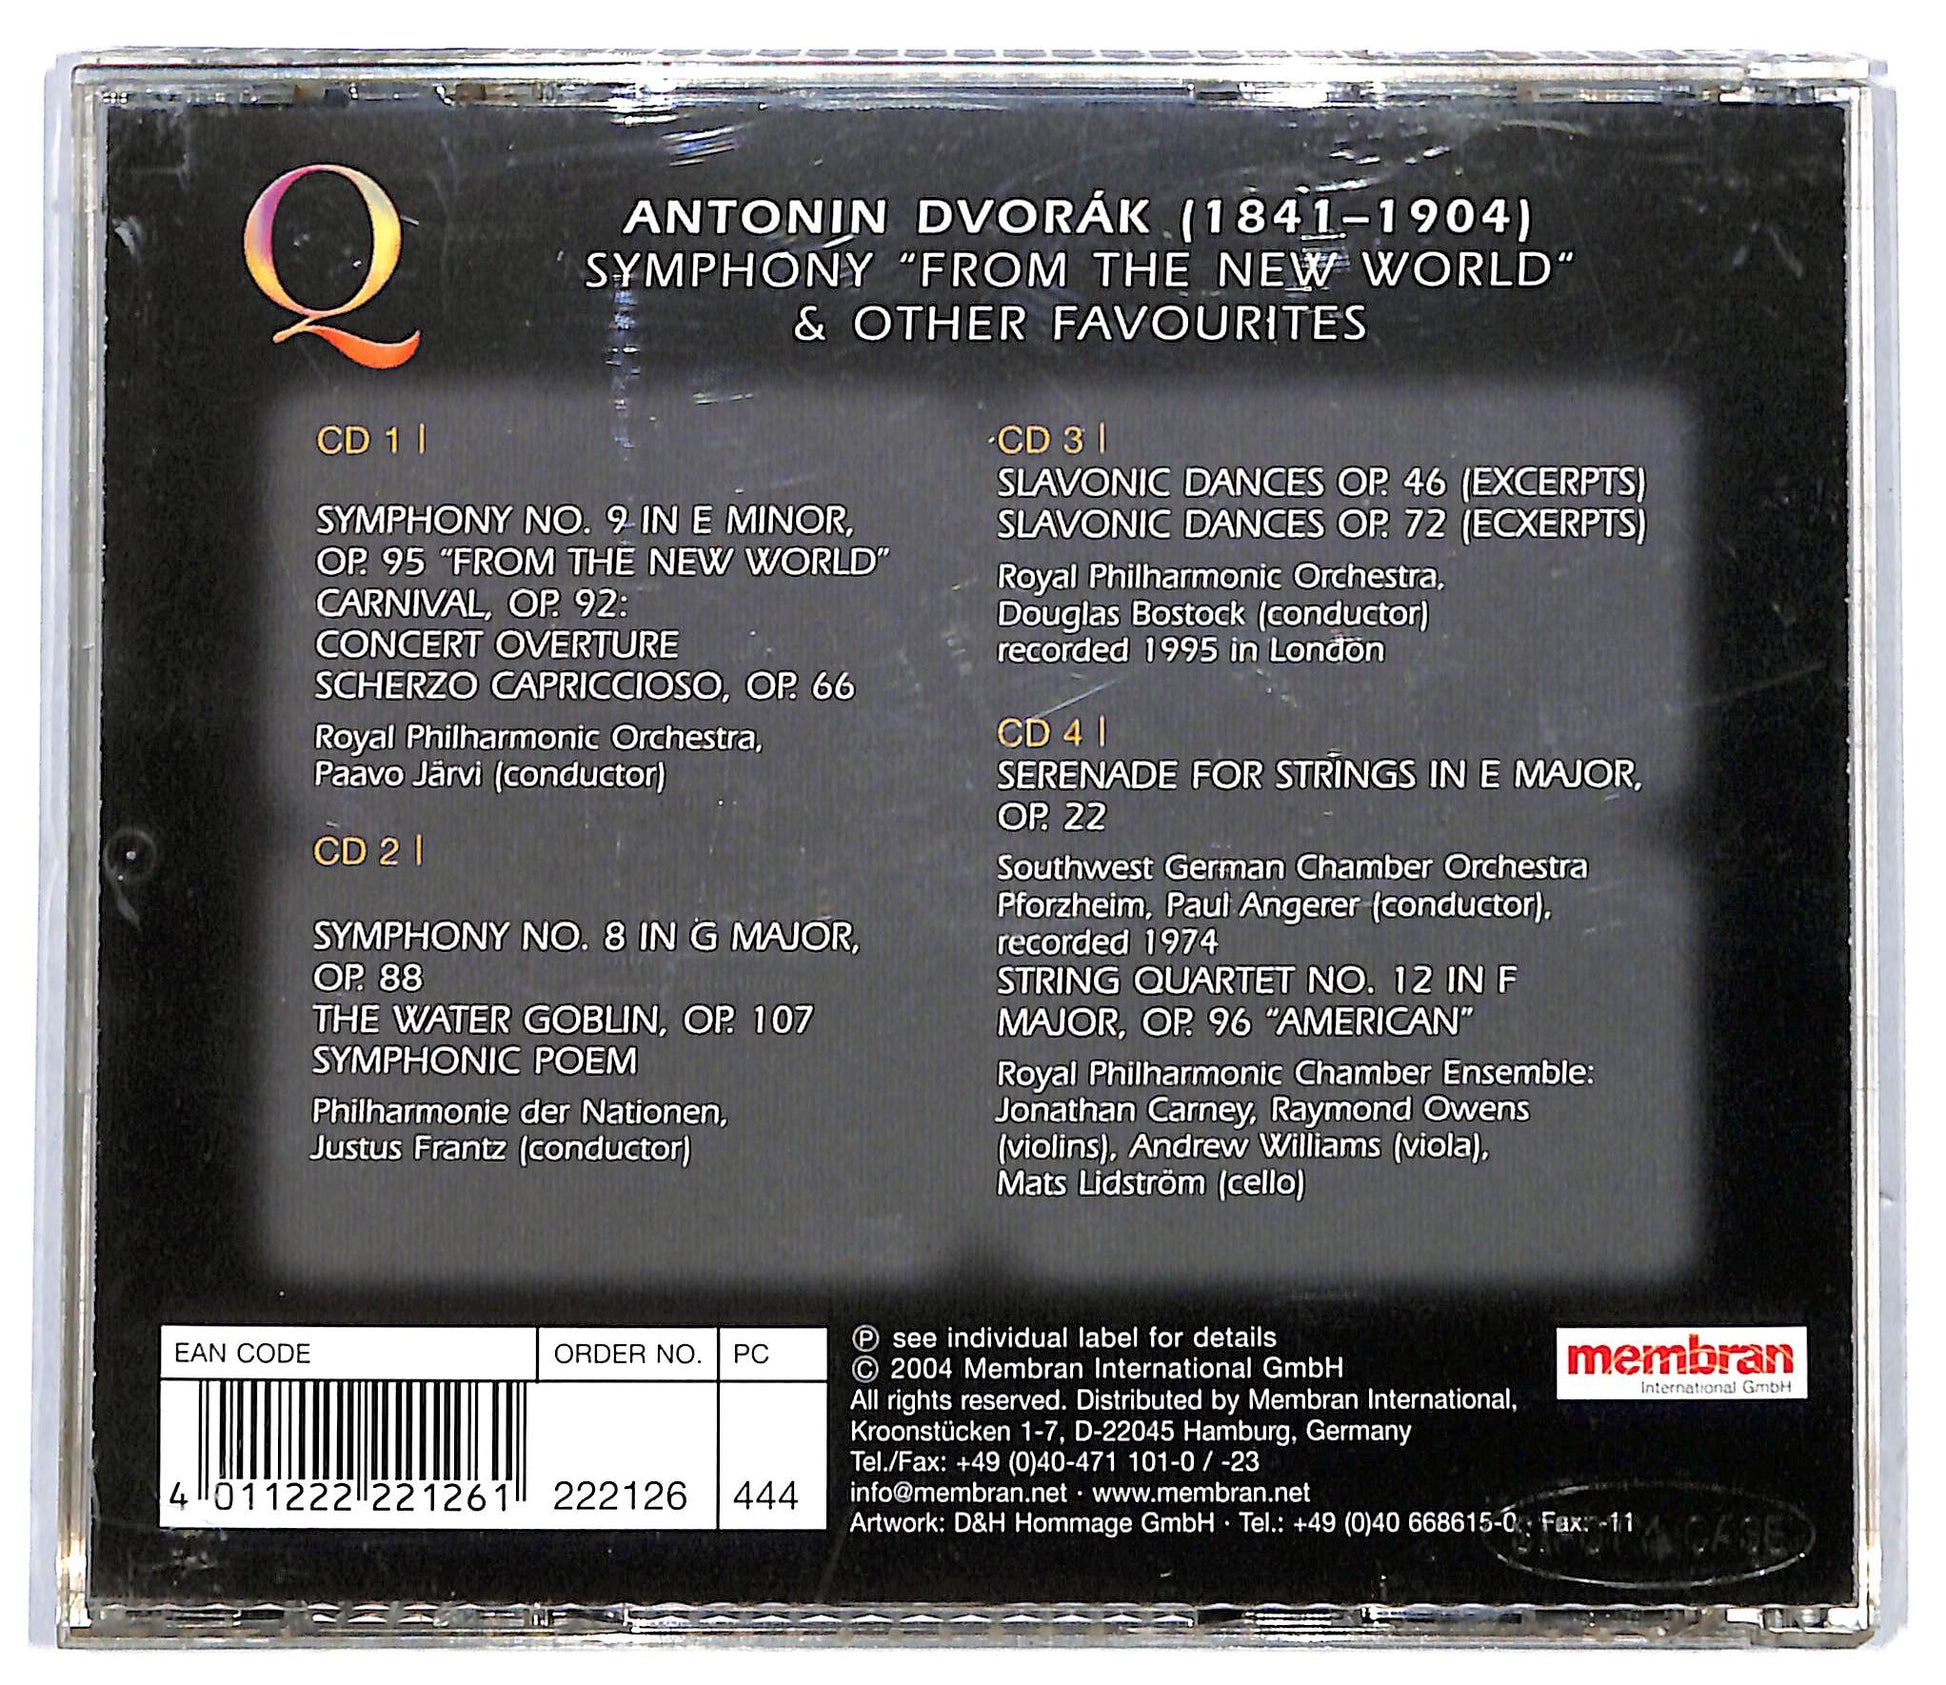 Q
ANTONIN DVORÁK (1841–1904)
SYMPHONY “FROM THE NEW WORLD“
& OTHER FAVOURITES
CD 1 |
SYMPHONY NO. 9 IN E MINOR,
OP. 95 “FROM THE NEW WORLD”
CARNIVAL, OP. 92:
CONCERT OVERTURE
SCHERZO CAPRICCIOSO, OP. 66
Royal Philharmonic Orchestra,
Paavo Järvi (conductor)
CD 2 |
SYMPHONY NO. 8 IN G MAJOR,
OP. 88
THE WATER GOBLIN, OP. 107
SYMPHONIC POEM
Philharmonie der Nationen,
Justus Frantz (conductor)
CD 3 |
SLAVONIC DANCES OP. 46 (EXCERPTS)
SLAVONIC DANCES OP. 72 (ECXERPTS)
Royal Philharmonic Orchestra,
Douglas Bostock (conductor)
recorded 1995 in London
CD 4 |
SERENADE FOR STRINGS IN E MAJOR,
OP. 22
Southwest German Chamber Orchestra
Pforzheim, Paul Angerer (conductor),
recorded 1974
STRING QUARTET NO. 12 IN F
MAJOR, OP. 96 “AMERICAN”
Royal Philharmonic Chamber Ensemble:
Jonathan Carney, Raymond Owens
(violins), Andrew Williams (viola),
Mats Lidström (cello)
EAN CODE
4 011222 221261
ORDER NO.
222126
PC
444
℗ see individual label for details
© 2004 Membran International GmbH
All rights reserved. Distributed by Membran International,
Kroonstücken 1-7, D-22045 Hamburg, Germany
Tel./Fax: +49 (0)40-471 101-0 / -23
info@membran.net · www.membran.net
Artwork: D&H Hommage GmbH · Tel.: +49 (0)40 668615-0 · Fax: -11
membran
International GmbH
CASE